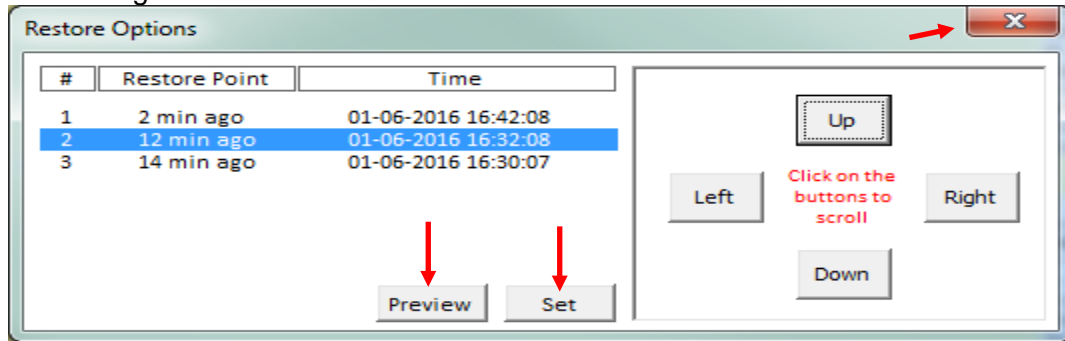 Restore Options
X
# Restore Point Time
1 2 min ago 01-06-2016 16:42:08
2 12 min ago 01-06-2016 16:32:08
3 14 min ago 01-06-2016 16:30:07
Preview Set
Up
Left
Click on the
buttons to
scroll
Right
Down